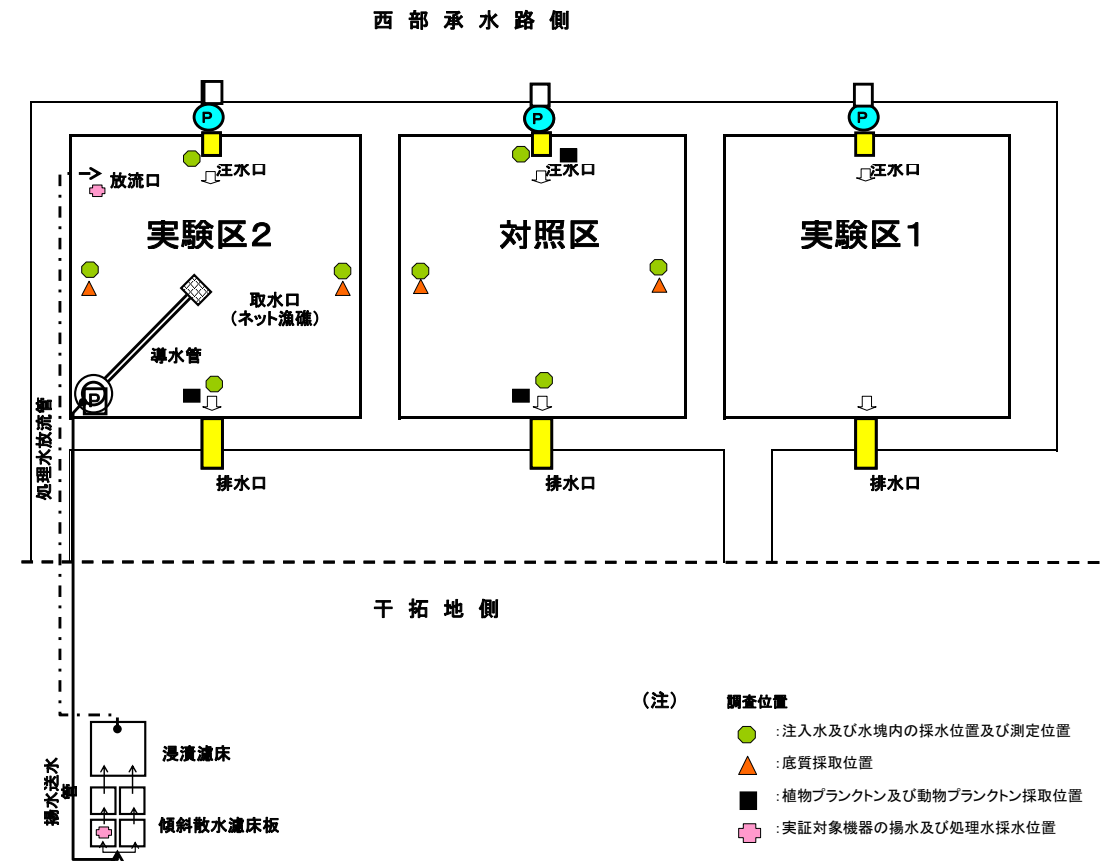 西部承水路側
P
P
P
注水口
注水口
注水口
放流口
実験区2
対照区
実験区1
取水口
(ネット漁礁)
導水管
P
処理水放流管
排水口
排水口
排水口
干拓地側
(注)
調査位置
:注入水及び水塊内の採水位置及び測定位置
:底質採取位置
:植物プランクトン及び動物プランクトン採取位置
:実証対象機器の揚水及び処理水採水位置
浸漬濾床
揚水送水
管
傾斜散水濾床板